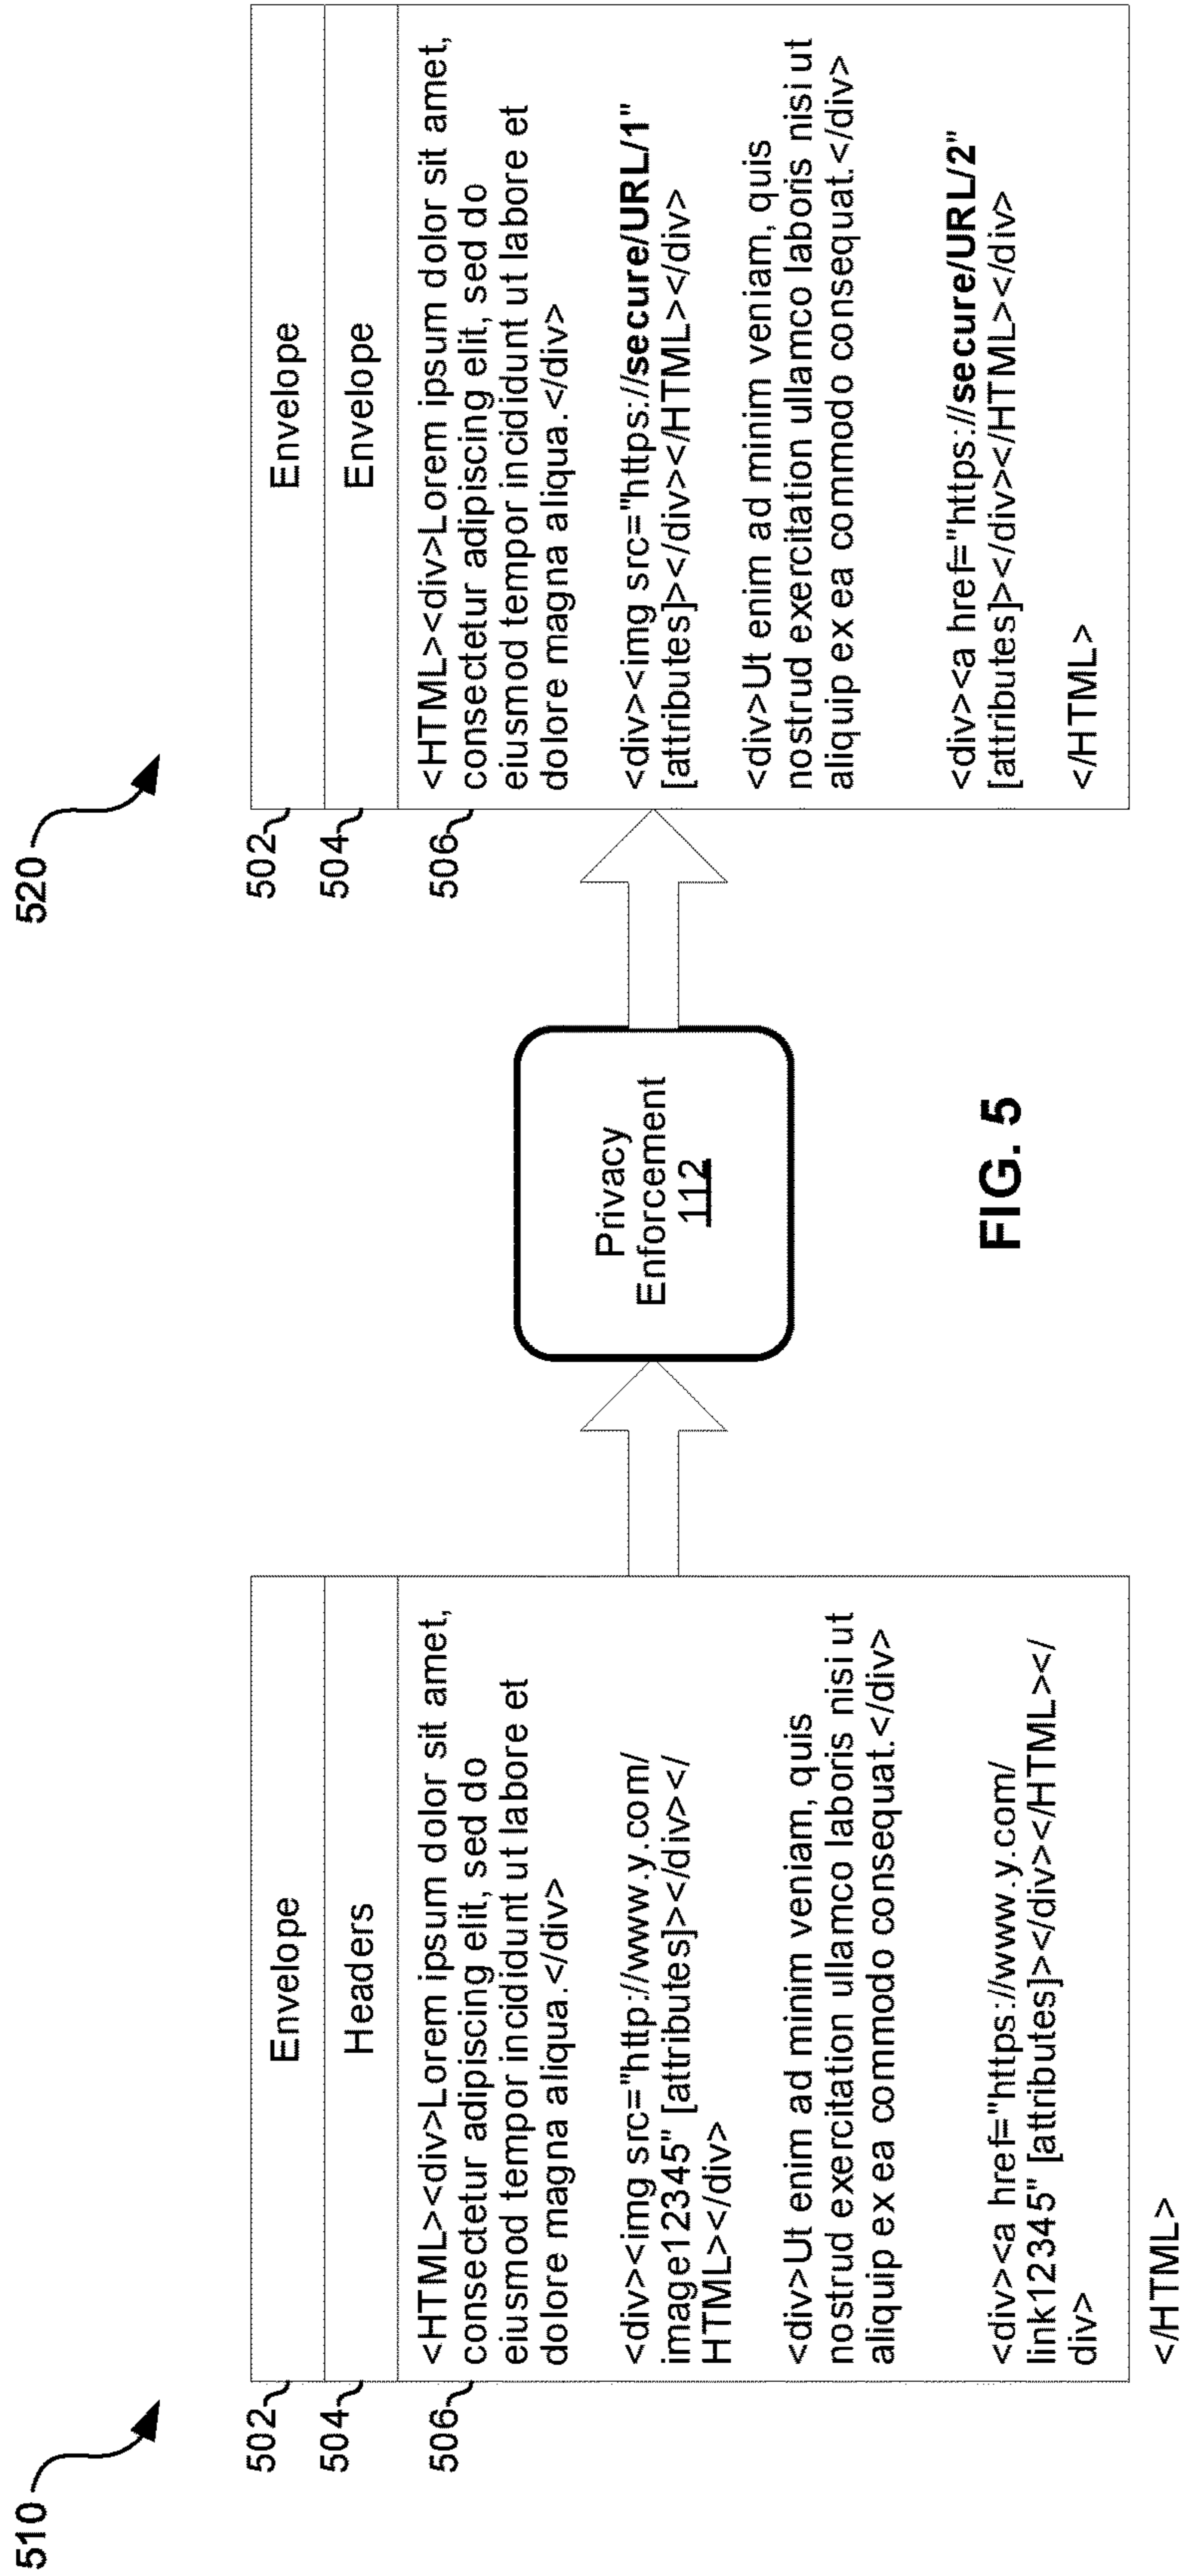 510
502
504
506
Envelope
Headers
<HTML><div>Lorem ipsum dolor sit amet,
consectetur adipiscing elit, sed do
eiusmod tempor incididunt ut labore et
dolore magna aliqua.</div>
<div><img src="http://www.y.com/
image12345" [attributes]></div></
HTML></div>
<div>Ut enim ad minim veniam, quis
nostrud exercitation ullamco laboris nisi ut
aliquip ex ea commodo consequat.</div>
<div><a href="https://www.y.com/
link12345" [attributes]></div></HTML></
div>
</HTML>
Privacy
Enforcement
112
520
502
504
506
Envelope
Envelope
<HTML><div>Lorem ipsum dolor sit amet,
consectetur adipiscing elit, sed do
eiusmod tempor incididunt ut labore et
dolore magna aliqua.</div>
<div><img src="https://secure/URL/1"
[attributes]></div></HTML></div>
<div>Ut enim ad minim veniam, quis
nostrud exercitation ullamco laboris nisi ut
aliquip ex ea commodo consequat.</div>
<div><a href="https://secure/URL/2"
[attributes]></div></HTML></div>
</HTML>
FIG. 5